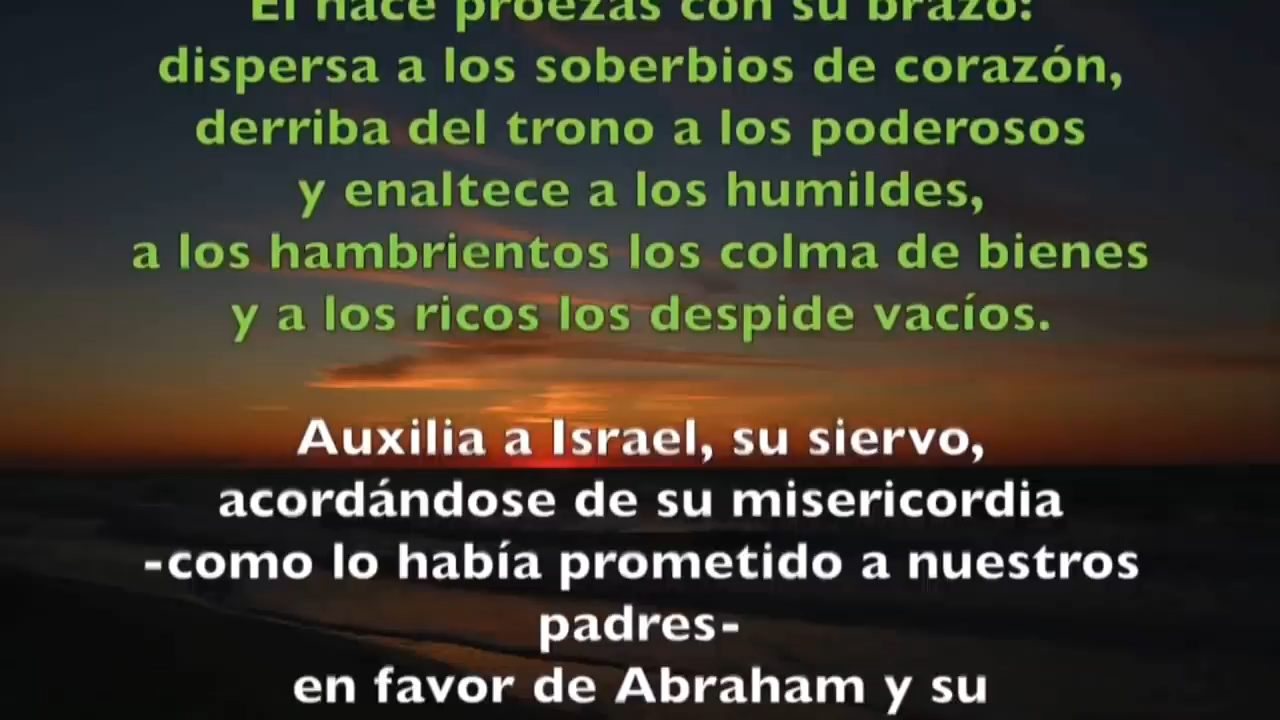 El hace proezas con su brazo:
dispersa a los soberbios de corazón,
derriba del trono a los poderosos
y enaltece a los humildes,
a los hambrientos los colma de bienes
y a los ricos los despide vacíos.
Auxilia a Israel, su siervo,
acordándose de su misericordia
-como lo había prometido a nuestros
padres-
en favor de Abraham y su